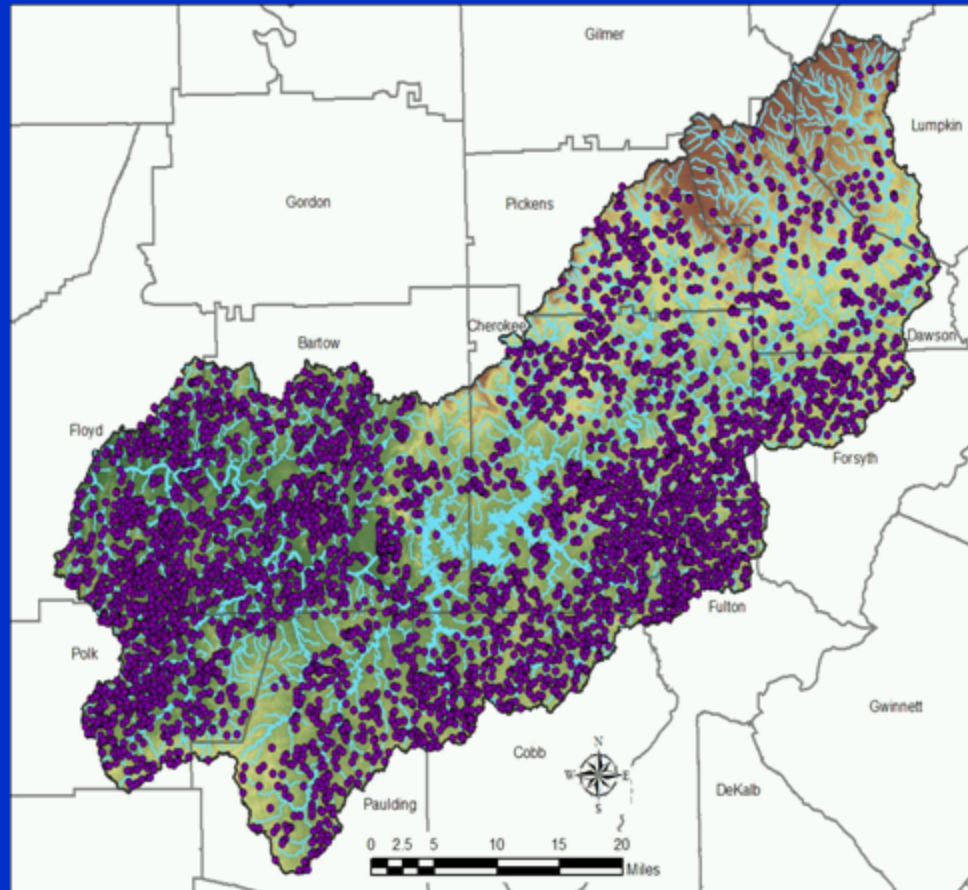 Gilmer
Lumpkin
Gordon
Pickens
Cherokee
Dawson
Bartow
Floyd
Forsyth
Fulton
Polk
Gwinnett
Cobb
N
W E
S
DeKalb
Paulding
0 2.5 5 10 15 20
Miles